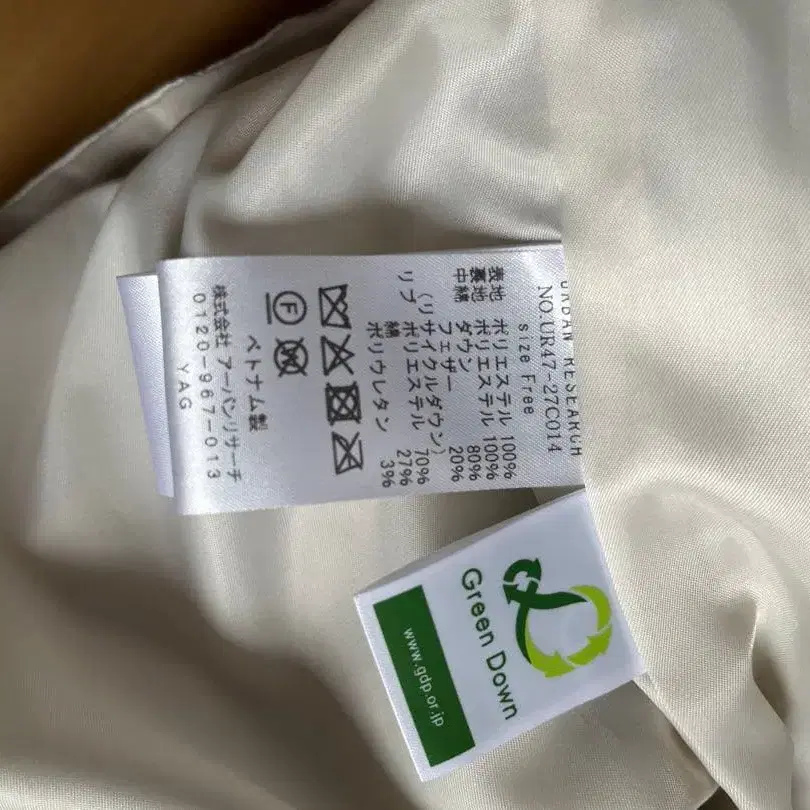 URBAN RESEARCH
NO.UR47-27C014
size Free
表地 ポリエステル 100%
裏地 ポリエステル 100%
中綿 ダウン 80%
フェザー 20%
(リサイクルダウン)
リブ ポリエステル 70%
綿 27%
ポリウレタン 3%
F
W
ベトナム製
株式会社 アーバンリサーチ
0120-967-013
YAG
Green Down
www.gdp.or.jp